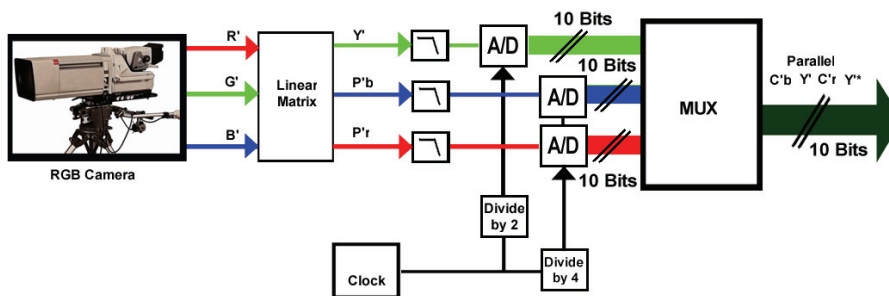 R'
G'
B'
RGB Camera
Linear
Matrix
Y'
P'b
P'r
A/D
A/D
A/D
10 Bits
10 Bits
10 Bits
MUX
Parallel
C'b Y' C'r Y'*
10 Bits
Divide
by 2
Clock
Divide
by 4